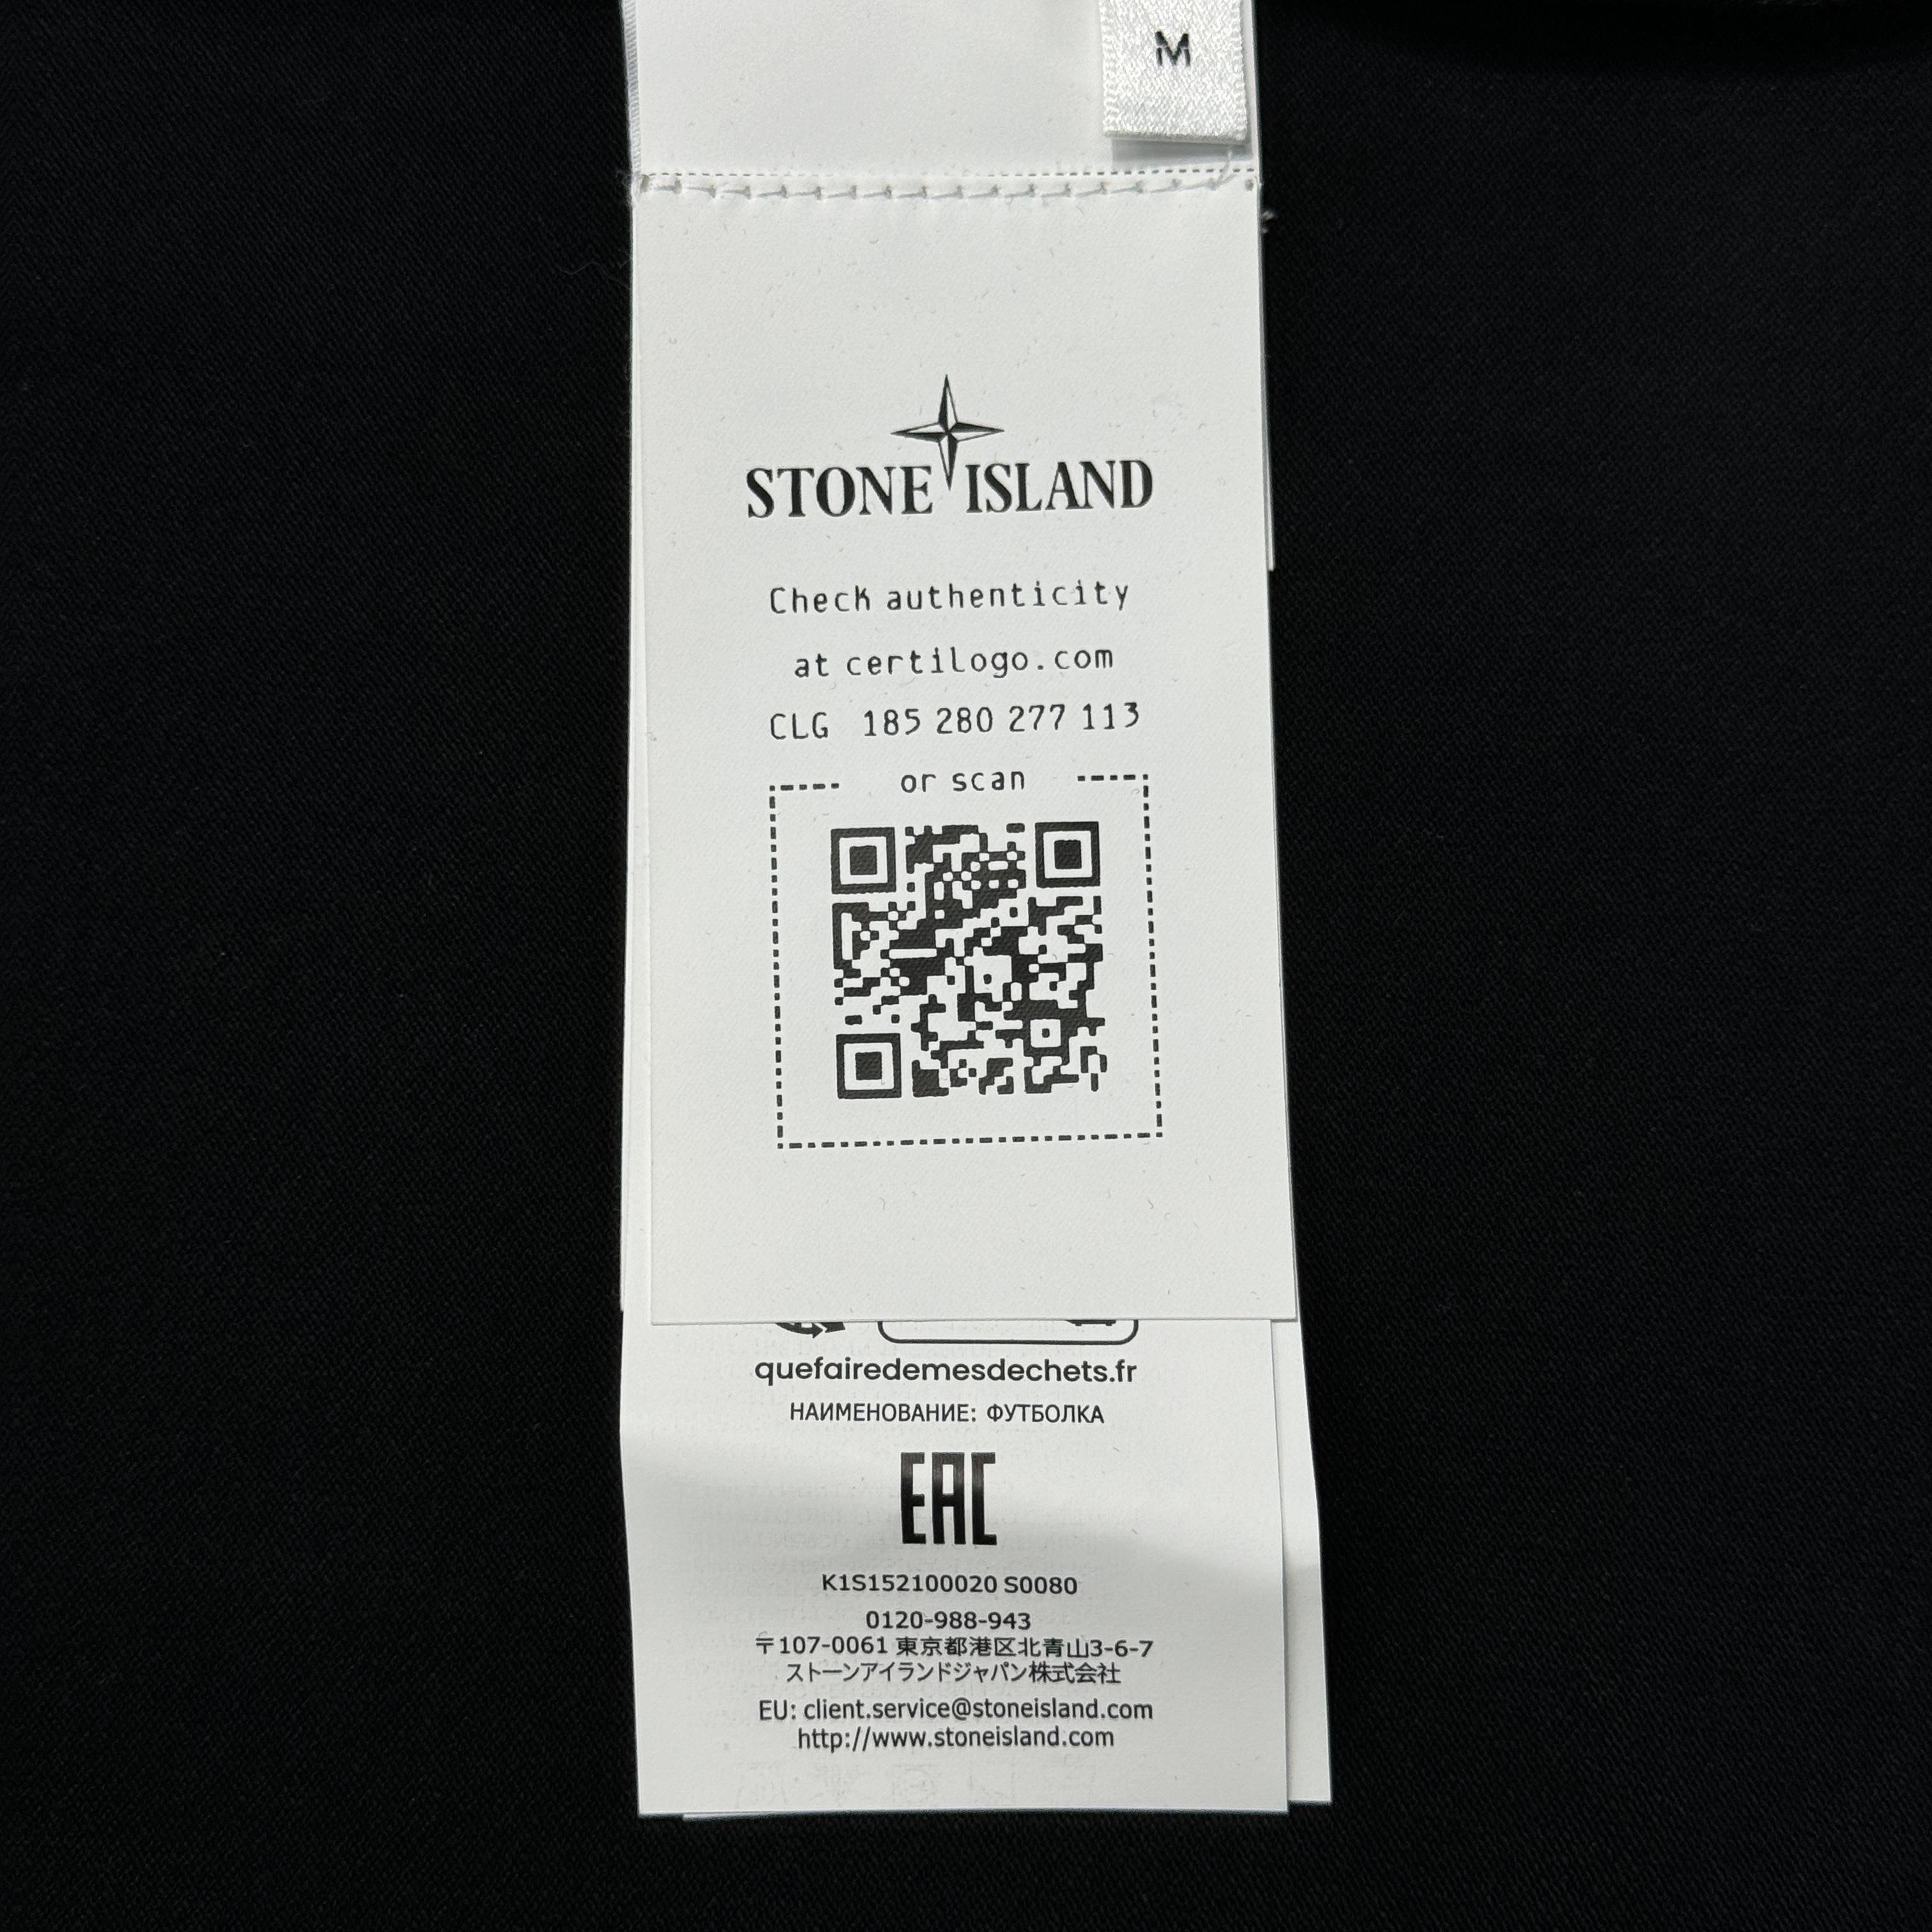 M
STONE ISLAND
Check authenticity
at certilogo.com
CLG 185 280 277 113
or scan
quefairedemesdechets.fr
НАИМЕНОВАНИЕ: ФУТБОЛКА
EAC
K1S152100020 S0080
0120-988-943
〒107-0061 東京都港区北青山3-6-7
ストーンアイランドジャパン株式会社
EU: client.service@stoneisland.com
http://www.stoneisland.com